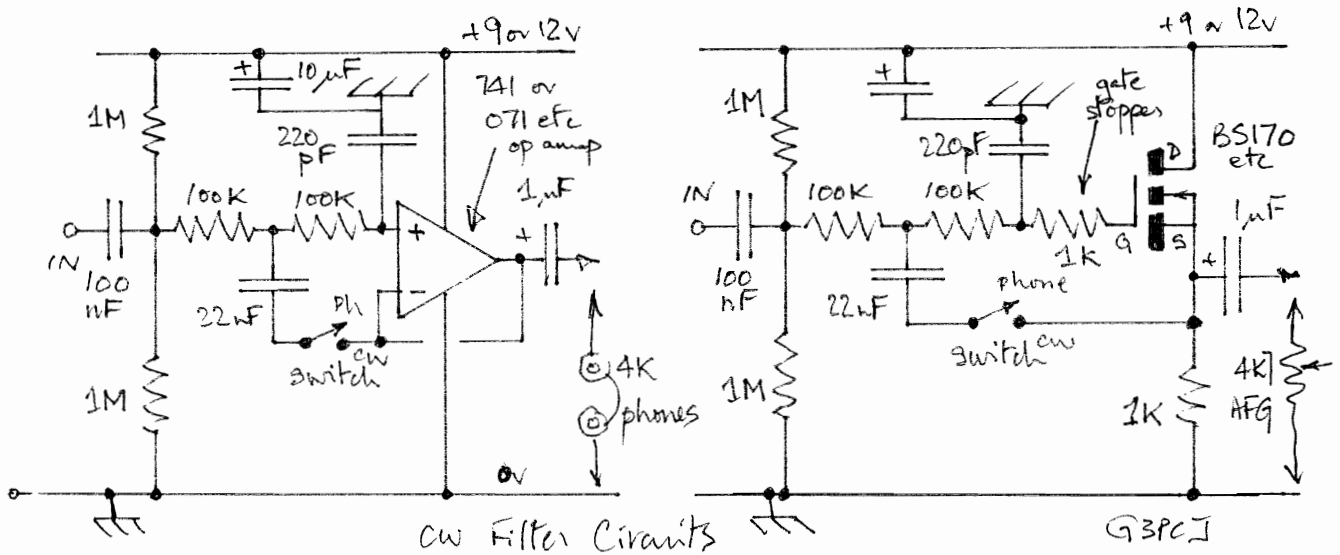 +9 or 12v
+
10μF
1M
220
pF
741 or
071 etc
op amp
100K
100K
+
-
+
1μF
IN
100
nF
22nF
Ph
CW
switch
1M
4K
phones
0v
+9 or 12v
+
1M
220pF
gate
stopper
BS170
etc
D
G
S
IN
100
nF
100K
100K
1K
22nF
phone
CW
switch
+
1μF
1M
1K
4K7
AFG
CW Filter Circuits
G3PCJ